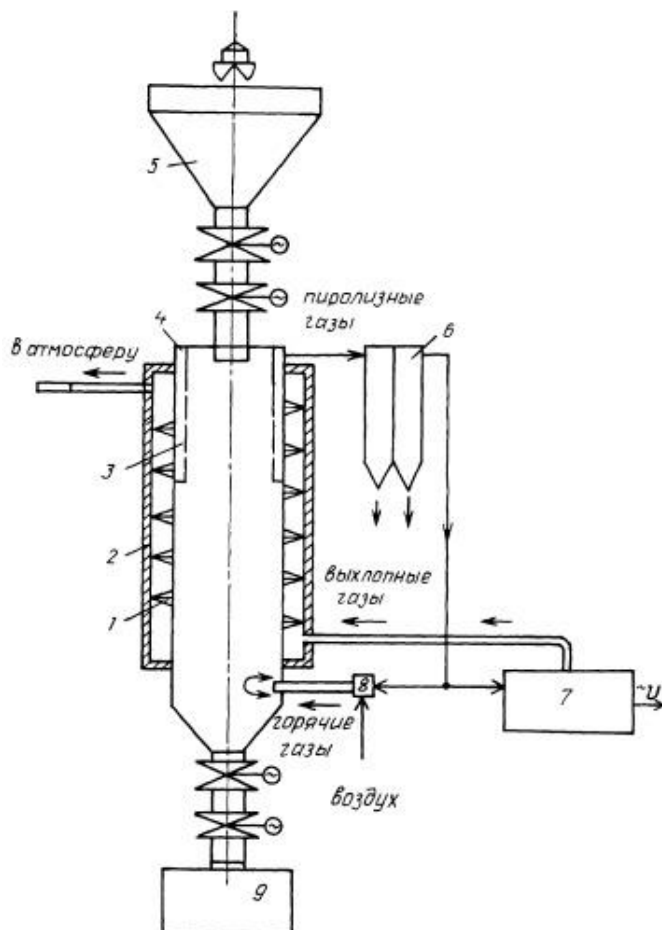 5
пиролизные
газы
4
6
в атмосферу
3
2
выхлопные
газы
1
8
7
~u
горячие
газы
воздух
9